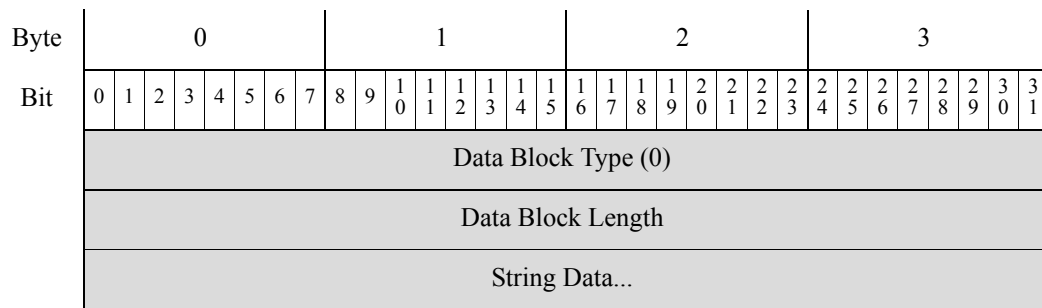 Byte 0 1 2 3
Bit 0 1 2 3 4 5 6 7 8 9 10 11 12 13 14 15 16 17 18 19 20 21 22 23 24 25 26 27 28 29 30 31
Data Block Type (0)
Data Block Length
String Data...